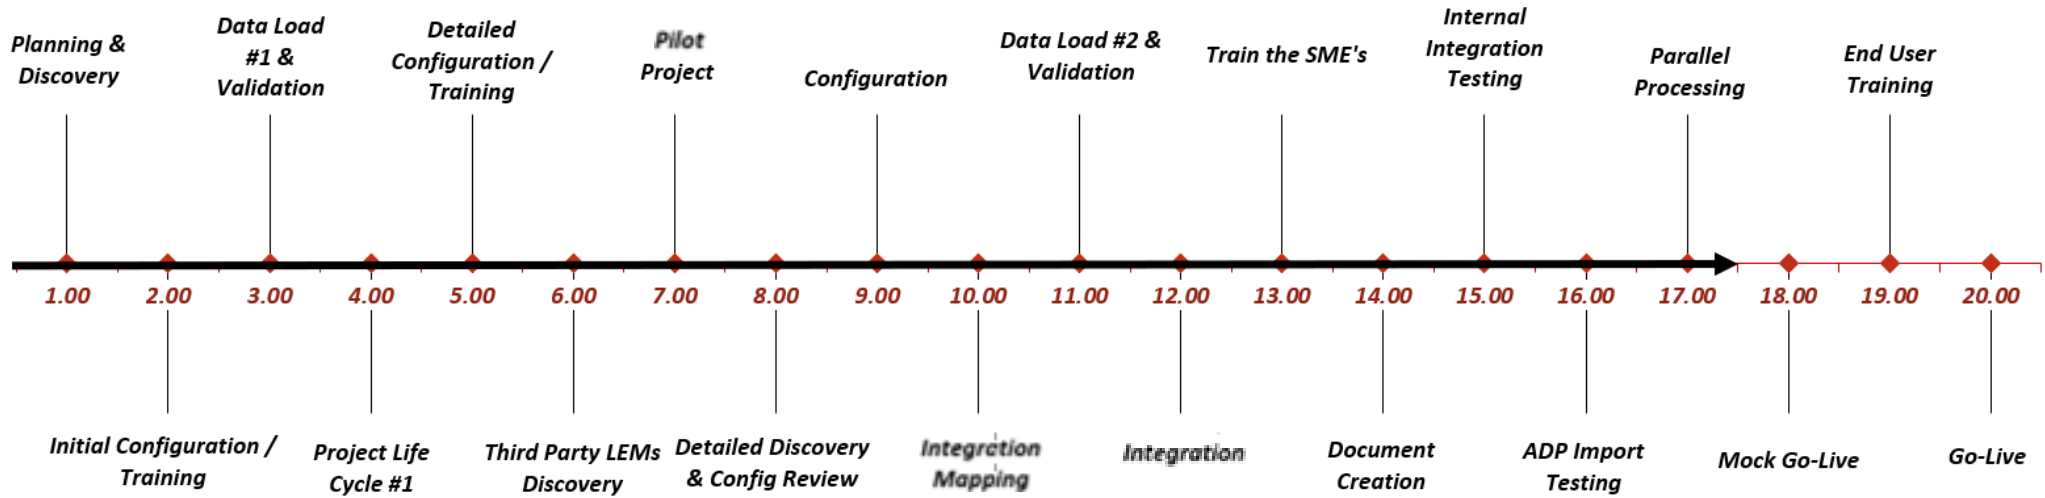 Planning &
Discovery
Data Load
#1 &
Validation
Detailed
Configuration /
Training
Pilot
Project
Configuration
Data Load #2 &
Validation
Train the SME's
Internal
Integration
Testing
Parallel
Processing
End User
Training
1.00 2.00 3.00 4.00 5.00 6.00 7.00 8.00 9.00 10.00 11.00 12.00 13.00 14.00 15.00 16.00 17.00 18.00 19.00 20.00
Initial Configuration /
Training
Project Life
Cycle #1
Third Party LEMs
Discovery
Detailed Discovery
& Config Review
Integration
Mapping
Integration
Document
Creation
ADP Import
Testing
Mock Go-Live
Go-Live